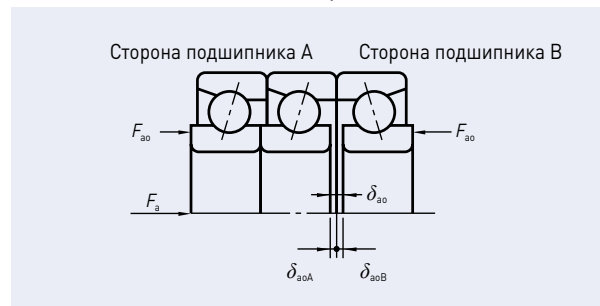 Сторона подшипника А Сторона подшипника В
Fao Fao
δao
Fa
δaoA δaoB